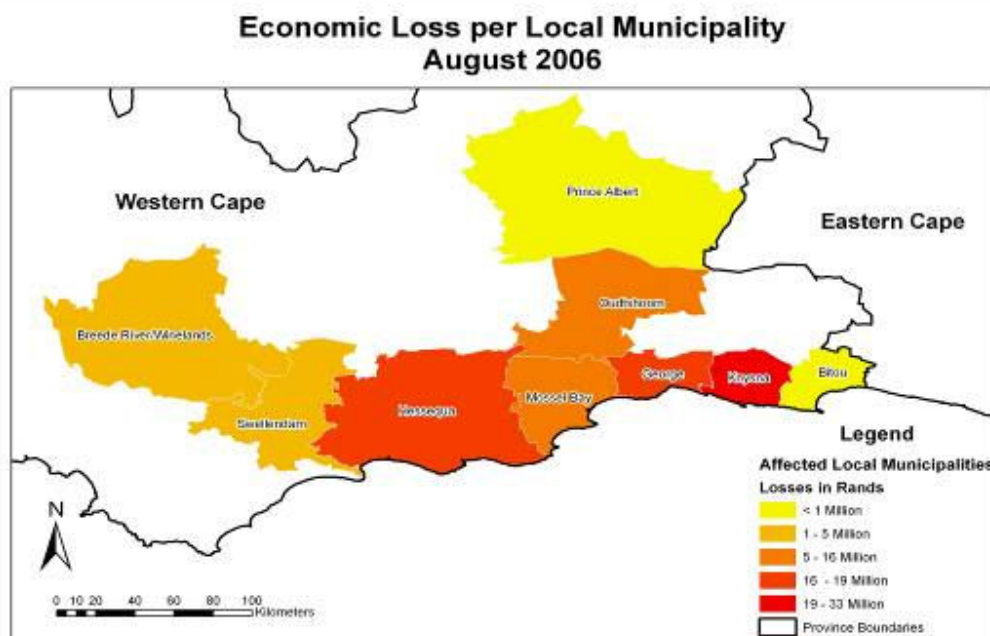 Economic Loss per Local Municipality
August 2006
Prince Albert
Western Cape
Eastern Cape
Oudtshoorn
Breede River/Winelands
George
Knysna
Bitou
Hessequa
Mossel Bay
Swellendam
Legend
Affected Local Municipalities
Losses in Rands
< 1 Million
1 - 5 Million
5 - 16 Million
16 - 19 Million
19 - 33 Million
Province Boundaries
N
0 10 20 40 60 80 100
Kilometers